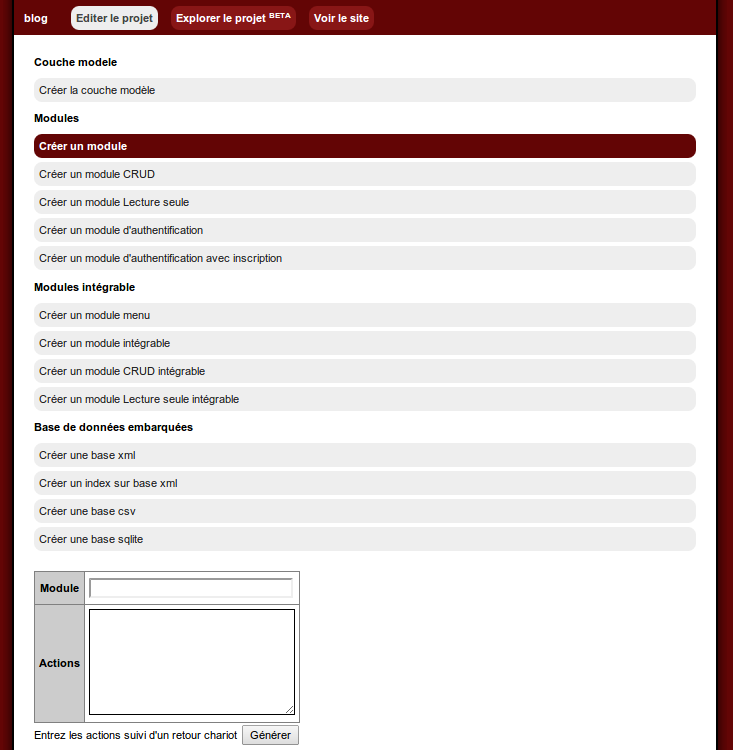 blog Editer le projet Explorer le projet BETA Voir le site
Couche modele
Créer la couche modèle
Modules
Créer un module
Créer un module CRUD
Créer un module Lecture seule
Créer un module d'authentification
Créer un module d'authentification avec inscription
Modules intégrable
Créer un module menu
Créer un module intégrable
Créer un module CRUD intégrable
Créer un module Lecture seule intégrable
Base de données embarquées
Créer une base xml
Créer un index sur base xml
Créer une base csv
Créer une base sqlite
Module
Actions
Entrez les actions suivi d'un retour chariot Générer